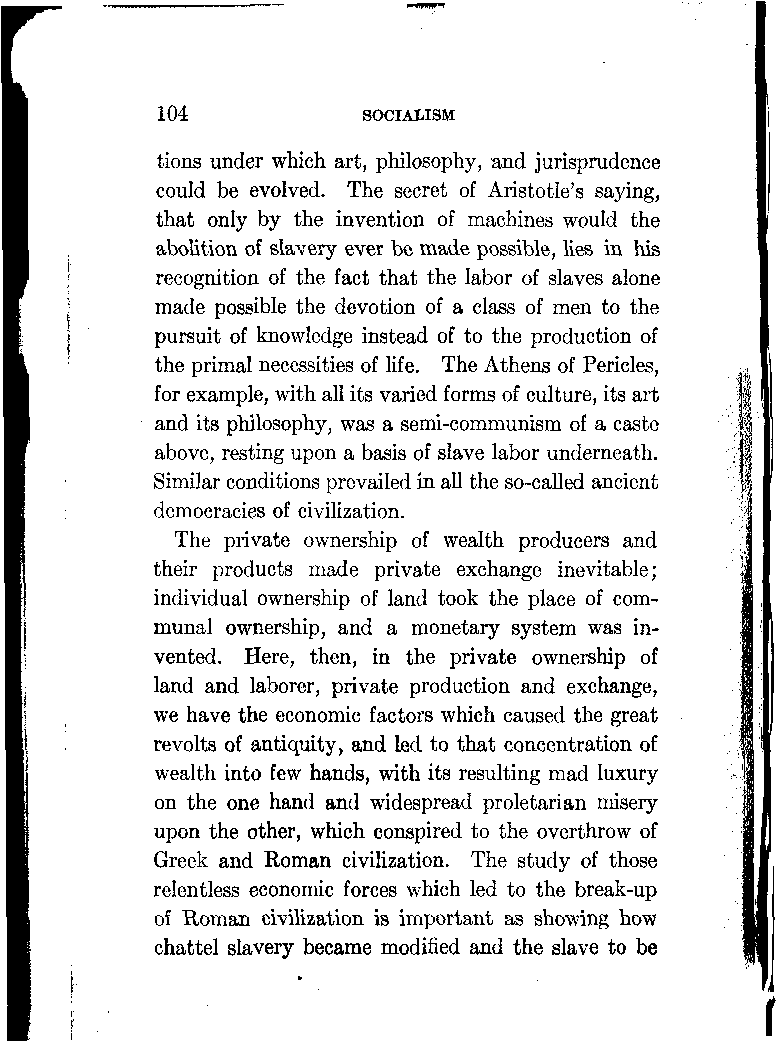 104 SOCIALISM
tions under which art, philosophy, and jurisprudence
could be evolved. The secret of Aristotle's saying,
that only by the invention of machines would the
abolition of slavery ever be made possible, lies in his
recognition of the fact that the labor of slaves alone
made possible the devotion of a class of men to the
pursuit of knowledge instead of to the production of
the primal necessities of life. The Athens of Pericles,
for example, with all its varied forms of culture, its art
and its philosophy, was a semi-communism of a caste
above, resting upon a basis of slave labor underneath.
Similar conditions prevailed in all the so-called ancient
democracies of civilization.
The private ownership of wealth producers and
their products made private exchange inevitable;
individual ownership of land took the place of com-
munal ownership, and a monetary system was in-
vented. Here, then, in the private ownership of
land and laborer, private production and exchange,
we have the economic factors which caused the great
revolts of antiquity, and led to that concentration of
wealth into few hands, with its resulting mad luxury
on the one hand and widespread proletarian misery
upon the other, which conspired to the overthrow of
Greek and Roman civilization. The study of those
relentless economic forces which led to the break-up
of Roman civilization is important as showing how
chattel slavery became modified and the slave to be